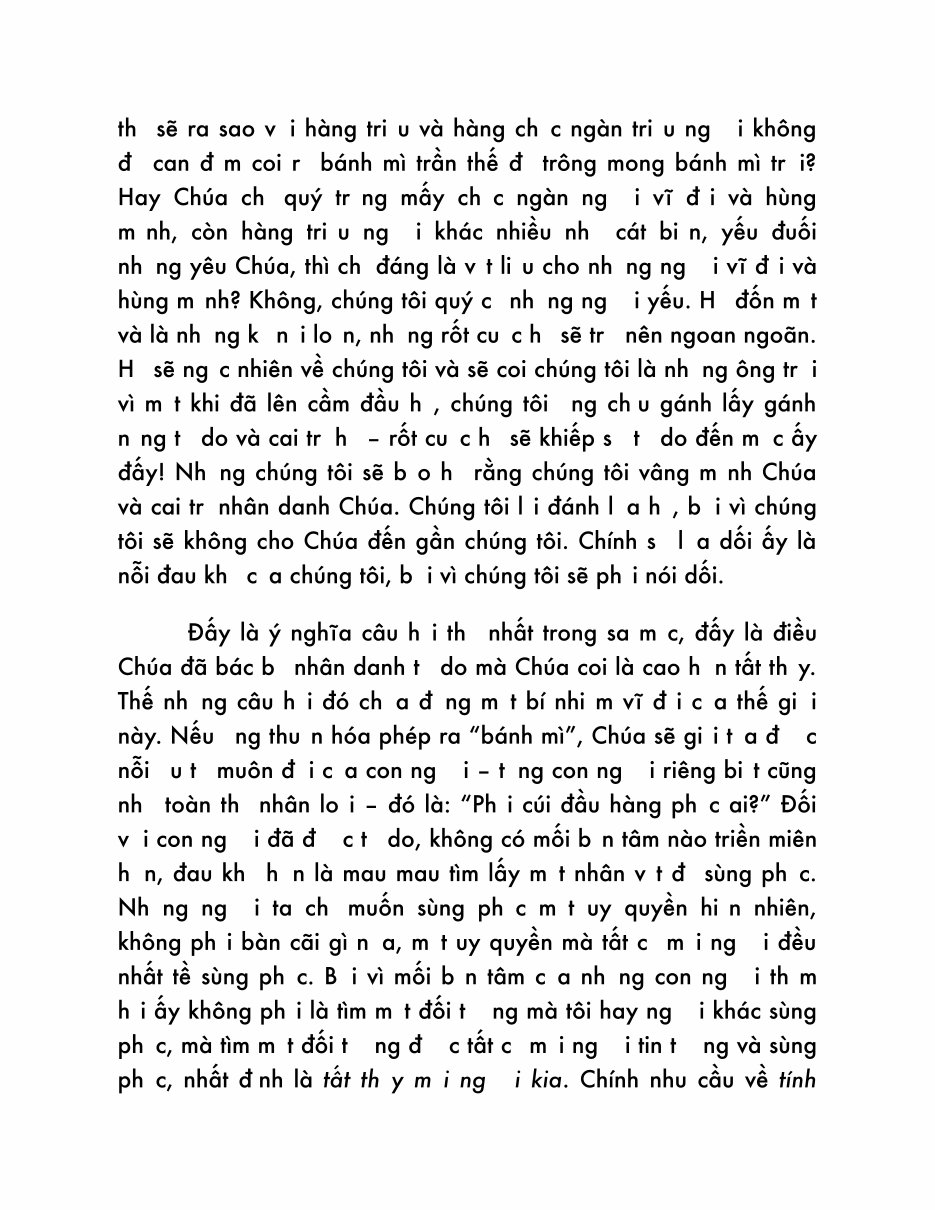 th sẽ ra sao v i hàng tri u và hàng ch c ngàn tri u ng i không
đ can đ m coi r bánh mì trần thế đ trông mong bánh mì tr i?
Hay Chúa ch quý tr ng mấy ch c ngàn ng i vĩ đ i và hùng
m nh, còn hàng tri u ng i khác nhiều nh cát bi n, yếu đuối
nh ng yêu Chúa, thì ch đáng là v t li u cho nh ng ng i vĩ đ i và
hùng m nh? Không, chúng tôi quý c nh ng ng i yếu. H đốn m t
và là nh ng k n i lo n, nh ng rốt cu c h sẽ tr nên ngoan ngoãn.
H sẽ ng c nhiên về chúng tôi và sẽ coi chúng tôi là nh ng ông tr i
vì m t khi đã lên cầm đầu h , chúng tôi ng ch u gánh lấy gánh
n ng t do và cai tr h – rốt cu c h sẽ khiếp s t do đến m c ấy
đấy! Nh ng chúng tôi sẽ b o h rằng chúng tôi vâng m nh Chúa
và cai tr nhân danh Chúa. Chúng tôi l i đánh l a h , b i vì chúng
tôi sẽ không cho Chúa đến gần chúng tôi. Chính s l a dối ấy là
nỗi đau kh c a chúng tôi, b i vì chúng tôi sẽ ph i nói dối.
Đấy là ý nghĩa câu h i th nhất trong sa m c, đấy là điều
Chúa đã bác b nhân danh t do mà Chúa coi là cao h n tất th y.
Thế nh ng câu h i đó ch a đ ng m t bí nhi m vĩ đ i c a thế gi i
này. Nếu ng thu n hóa phép ra “bánh mì”, Chúa sẽ gi i t a đ c
nỗi u t muôn đ i c a con ng i – t ng con ng i riêng bi t cũng
nh toàn th nhân lo i – đó là: “Ph i cúi đầu hàng ph c ai?” Đối
v i con ng i đã đ c t do, không có mối b n tâm nào triền miên
h n, đau kh h n là mau mau tìm lấy m t nhân v t đ sùng ph c.
Nh ng ng i ta ch muốn sùng ph c m t uy quyền hi n nhiên,
không ph i bàn cãi gì n a, m t uy quyền mà tất c m i ng i đều
nhất tề sùng ph c. B i vì mối b n tâm c a nh ng con ng i th m
h i ấy không ph i là tìm m t đối t ng mà tôi hay ng i khác sùng
ph c, mà tìm m t đối t ng đ c tất c m i ng i tin t ng và sùng
ph c, nhất đ nh là tất th y m i ng i kia. Chính nhu cầu về tính